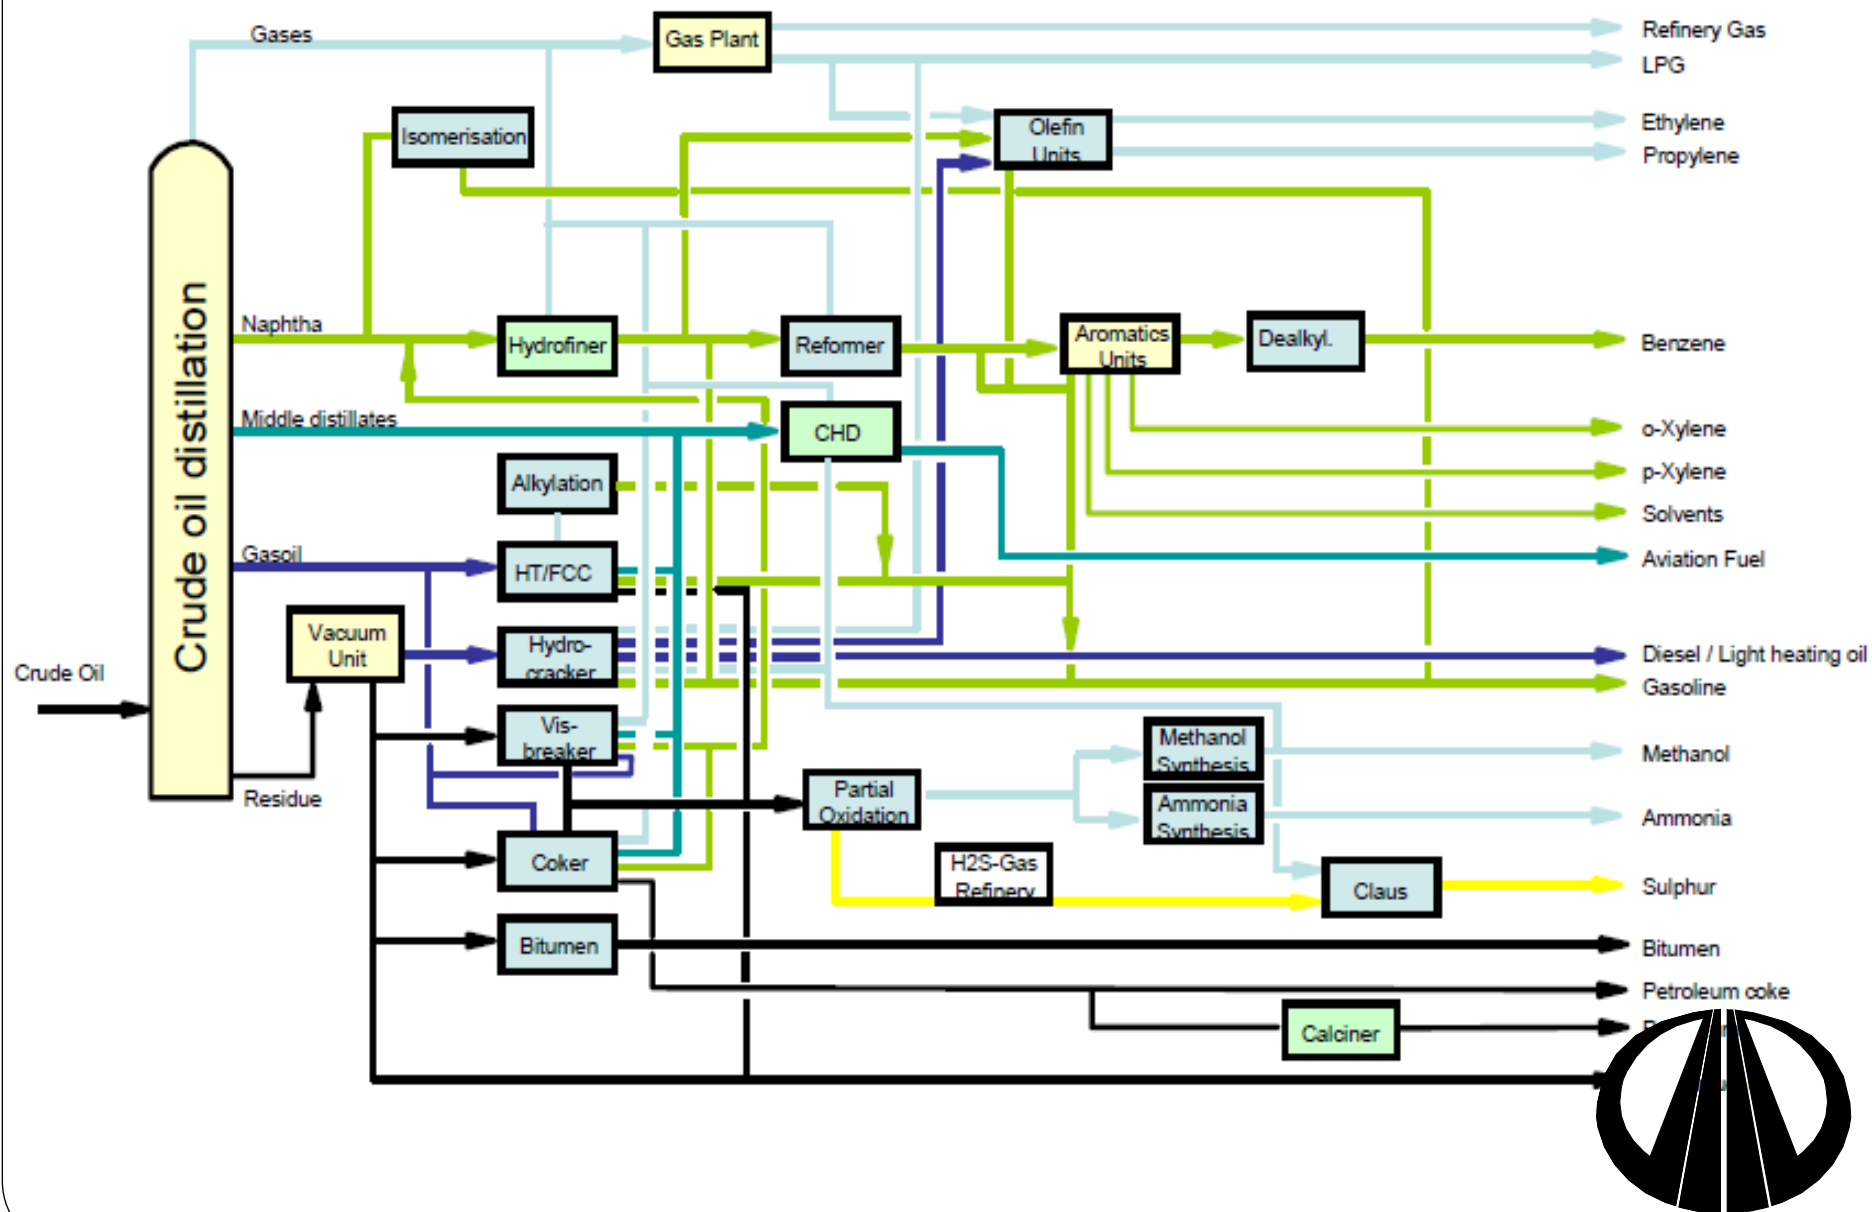 Gases
Gas Plant
Refinery Gas
LPG
Isomerisation
Olefin
Units
Ethylene
Propylene
Crude oil distillation
Naphtha
Hydrofiner
Reformer
Aromatics
Units
Dealkyl.
Benzene
Middle distillates
CHD
o-Xylene
p-Xylene
Alkylation
Solvents
Gasoil
HT/FCC
Aviation Fuel
Vacuum
Unit
Hydro-
cracker
Diesel / Light heating oil
Gasoline
Crude Oil
Vis-
breaker
Methanol
Synthesis
Methanol
Residue
Partial
Oxidation
Ammonia
Synthesis
Ammonia
Coker
H2S-Gas
Refinery
Claus
Sulphur
Bitumen
Bitumen
Petroleum coke
Calciner